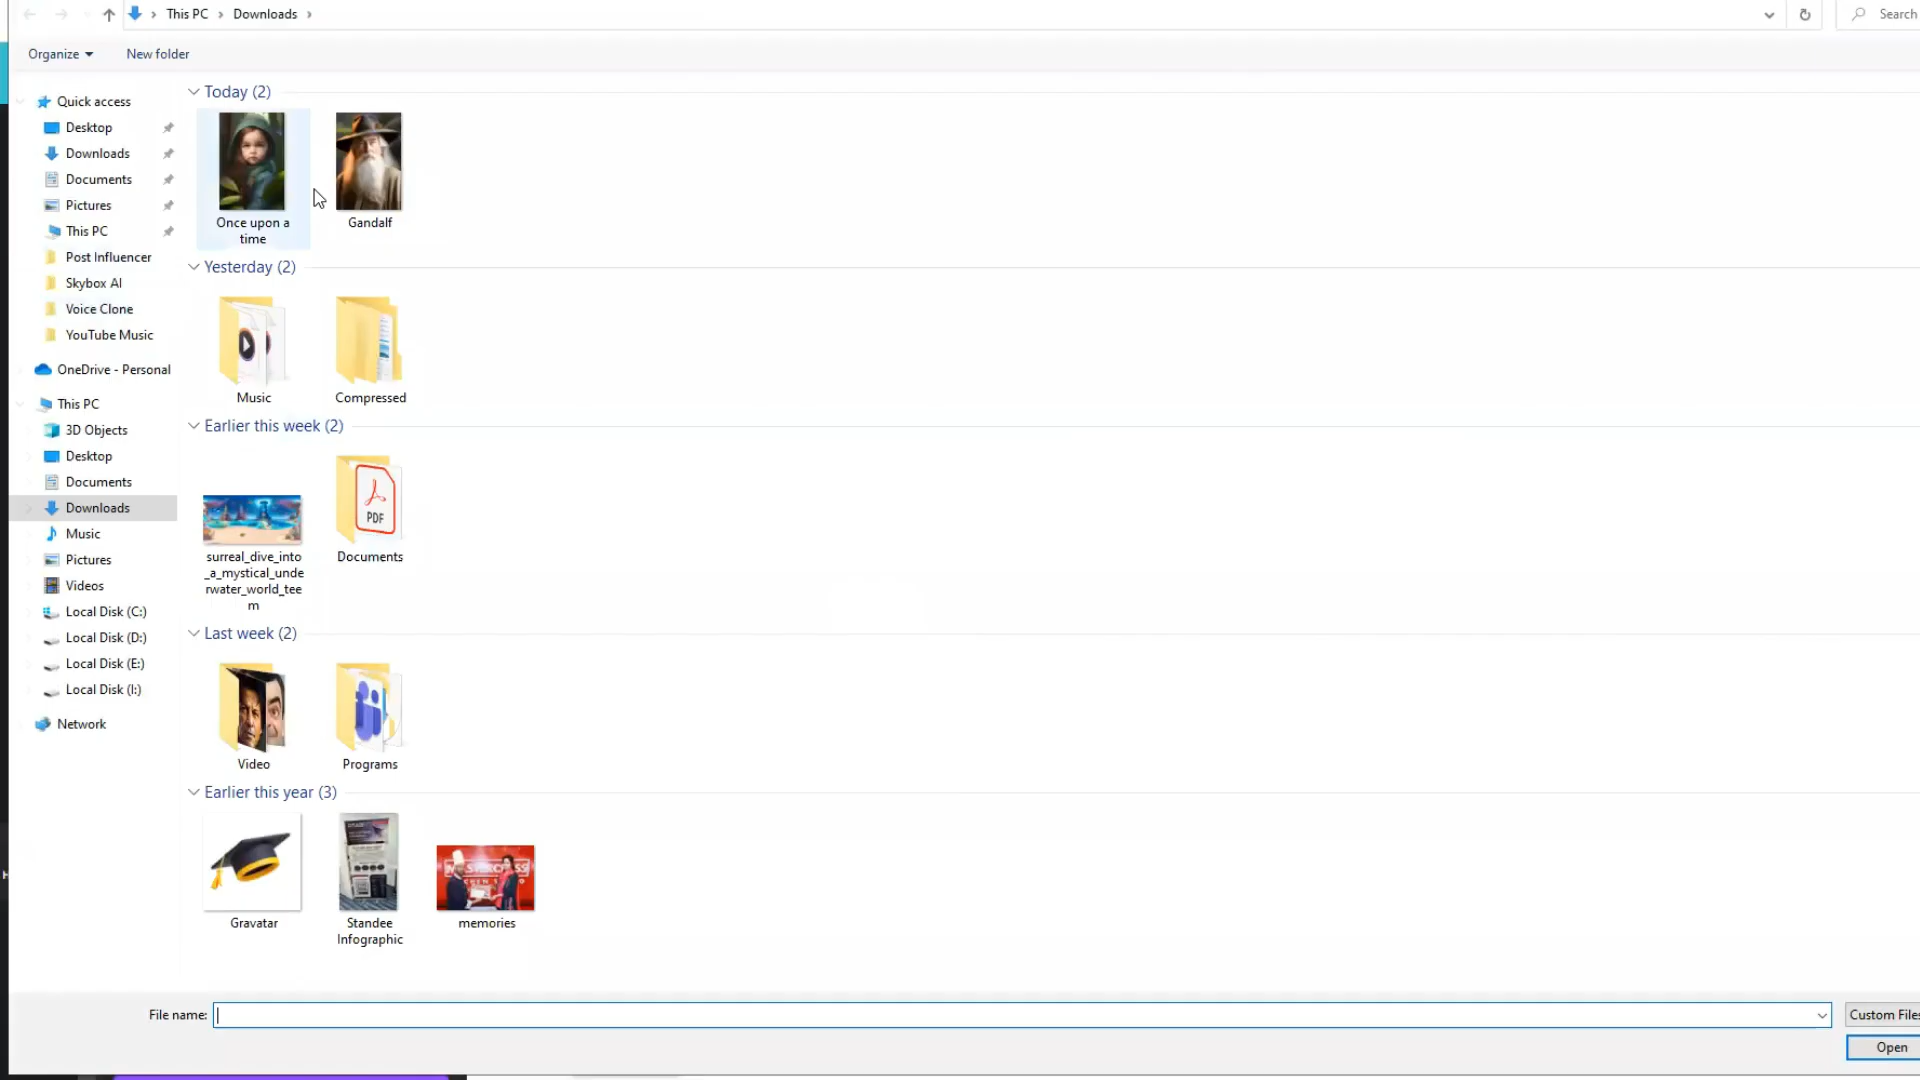 This PC
Downloads
Search
Organize
New folder
Quick access
Desktop
Downloads
Documents
Pictures
This PC
Post Influencer
Skybox AI
Voice Clone
YouTube Music
OneDrive - Personal
This PC
3D Objects
Desktop
Documents
Downloads
Music
Pictures
Videos
Local Disk (C:)
Local Disk (D:)
Local Disk (E:)
Local Disk (I:)
Network
Today (2)
Once upon a
time
Gandalf
Yesterday (2)
Music
Compressed
Earlier this week (2)
surreal_dive_into
_a_mystical_unde
rwater_world_tee
m
PDF
Documents
Last week (2)
Video
Programs
Earlier this year (3)
Gravatar
Standee
Infographic
memories
File name:
Custom Files
Open